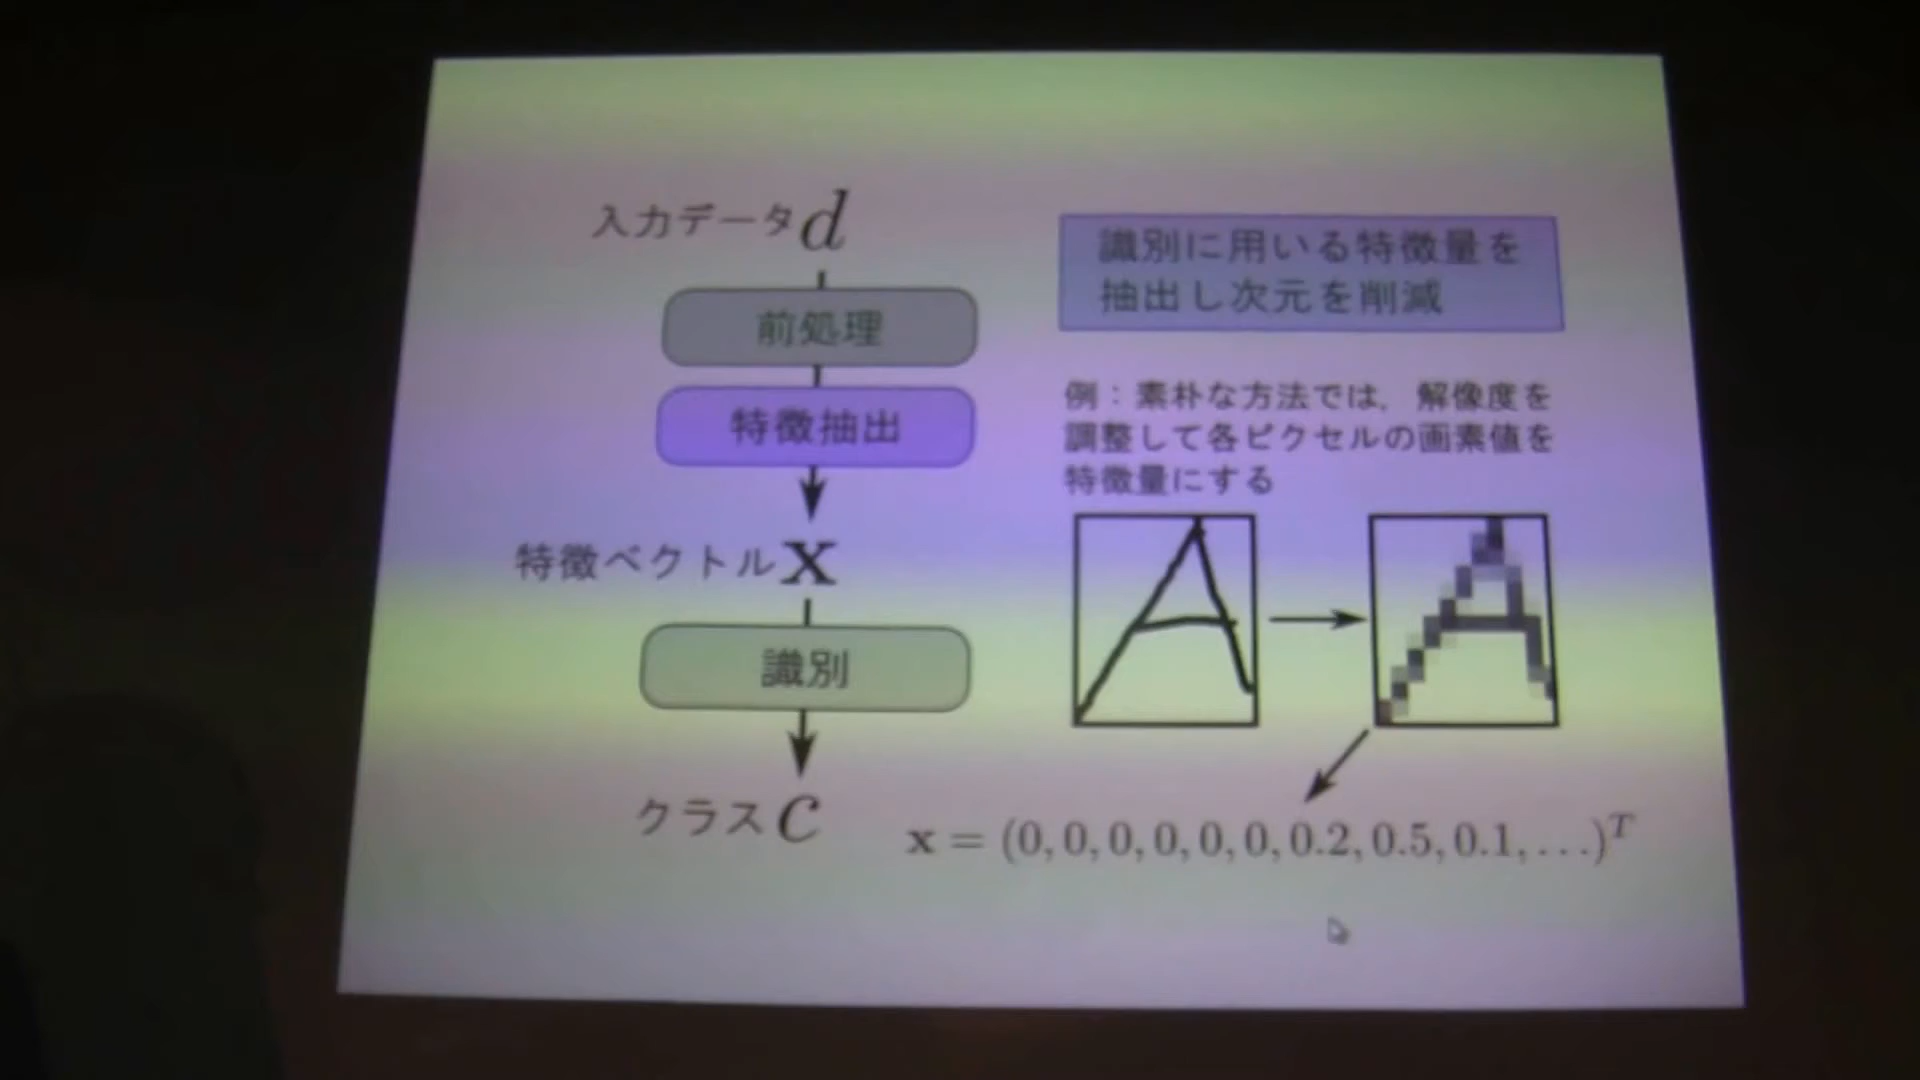 入力データd
前処理
特徴抽出
特徴ベクトルx
識別
クラスc
識別に用いる特徴量を
抽出し次元を削減
例：素朴な方法では，解像度を
調整して各ピクセルの画素値を
特徴量にする
x = (0, 0, 0, 0, 0, 0, 0.2, 0.5, 0.1, ...)^T